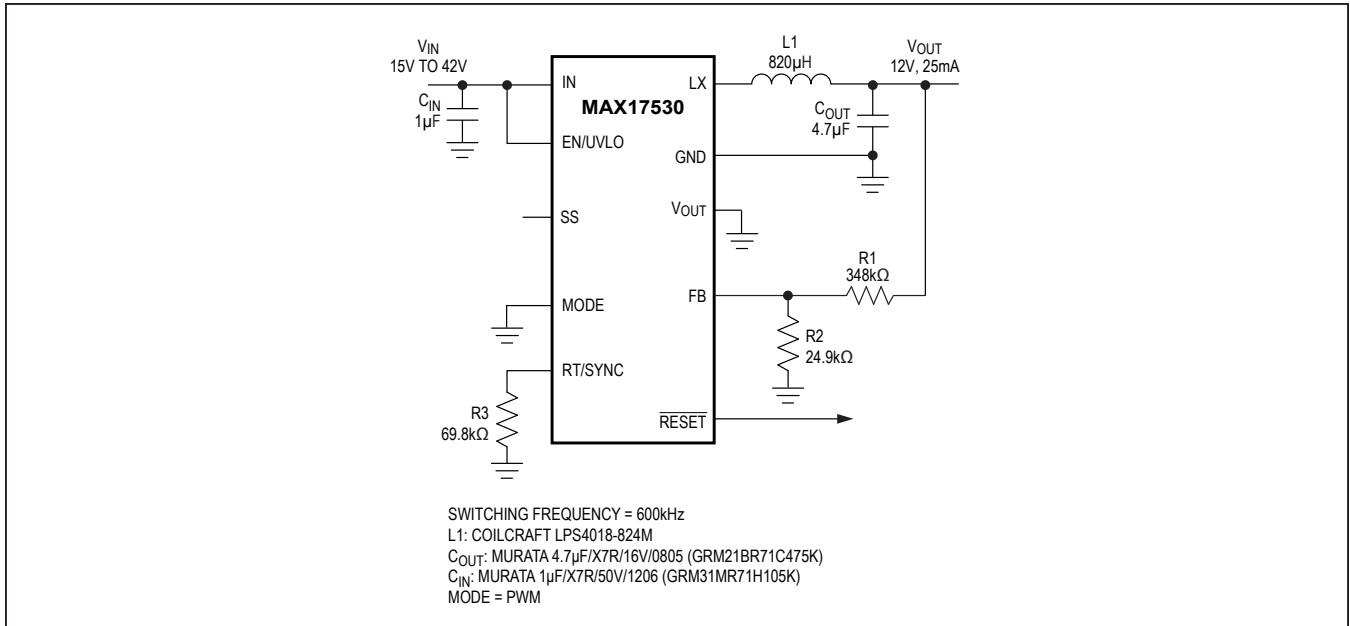 VIN
15V TO 42V
CIN
1µF
IN
EN/UVLO
SS
MODE
RT/SYNC
R3
69.8kΩ
MAX17530
LX
GND
VOUT
FB
RESET
L1
820µH
VOUT
12V, 25mA
COUT
4.7µF
R1
348kΩ
R2
24.9kΩ
SWITCHING FREQUENCY = 600kHz
L1: COILCRAFT LPS4018-824M
COUT: MURATA 4.7µF/X7R/16V/0805 (GRM21BR71C475K)
CIN: MURATA 1µF/X7R/50V/1206 (GRM31MR71H105K)
MODE = PWM